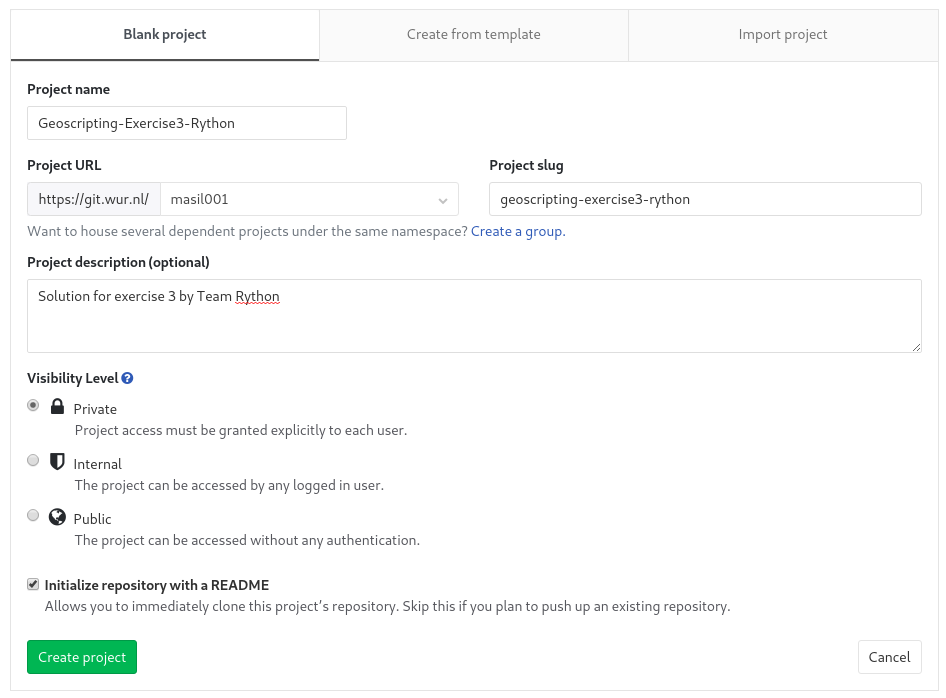 Blank project
Create from template
Import project
Project name
Geoscripting-Exercise3-Rython
Project URL
Project slug
https://git.wur.nl/
masil001
geoscripting-exercise3-rython
Want to house several dependent projects under the same namespace? Create a group.
Project description (optional)
Solution for exercise 3 by Team Rython
Visibility Level ?
Private
Project access must be granted explicitly to each user.
Internal
The project can be accessed by any logged in user.
Public
The project can be accessed without any authentication.
Initialize repository with a README
Allows you to immediately clone this project’s repository. Skip this if you plan to push up an existing repository.
Create project
Cancel